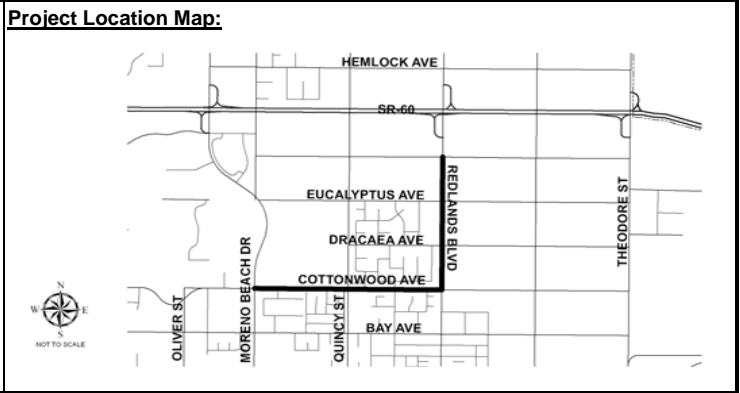 Project Location Map:
HEMLOCK AVE
SR-60
EUCALYPTUS AVE
REDLANDS BLVD
THEODORE ST
DRACAEA AVE
MORENO BEACH DR
COTTONWOOD AVE
OLIVER ST
QUINCY ST
BAY AVE
N
W
E
S
NOT TO SCALE